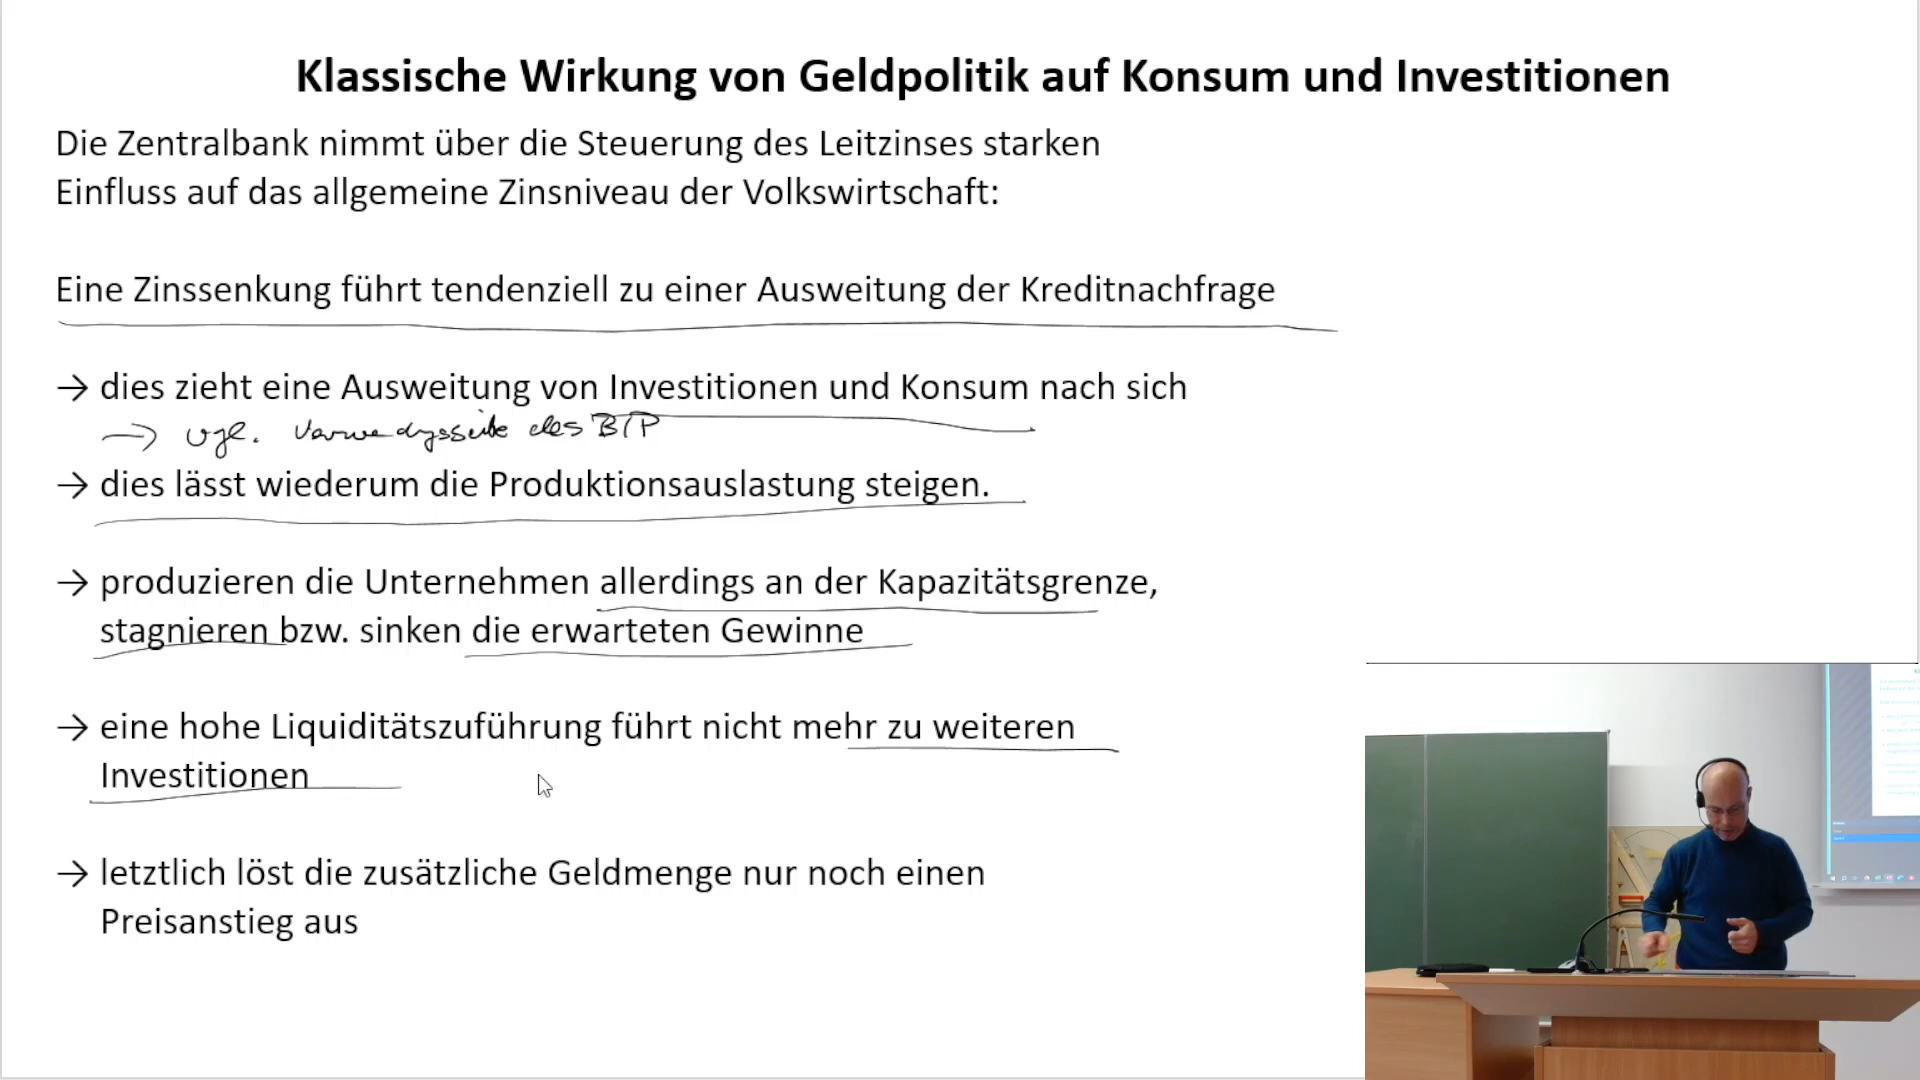 Klassische Wirkung von Geldpolitik auf Konsum und Investitionen
Die Zentralbank nimmt über die Steuerung des Leitzinses starken
Einfluss auf das allgemeine Zinsniveau der Volkswirtschaft:
Eine Zinssenkung führt tendenziell zu einer Ausweitung der Kreditnachfrage
→ dies zieht eine Ausweitung von Investitionen und Konsum nach sich
→ vgl. Verwendungsseite des BIP
→ dies lässt wiederum die Produktionsauslastung steigen.
→ produzieren die Unternehmen allerdings an der Kapazitätsgrenze,
stagnieren bzw. sinken die erwarteten Gewinne
→ eine hohe Liquiditätszuführung führt nicht mehr zu weiteren
Investitionen
→ letztlich löst die zusätzliche Geldmenge nur noch einen
Preisanstieg aus